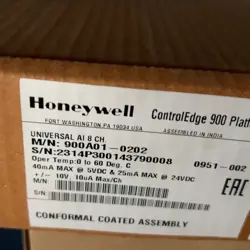 Honeywell
ControlEdge 900 Platf
FORT WASHINGTON, PA 19034 USA
ASSEMBLED IN
UNIVERSAL AI 8 CH.
M/N: 900A01-0202
S/N: 2314P300143790008
Oper Temp:0 to 60 Deg. C
0951-002
40mA MAX @ 5VDC & 25mA MAX @ 24VDC
± 10V 10uA Max/Ch
M/N:
S/N:
EAC
CONFORMAL COATED ASSEMBLY